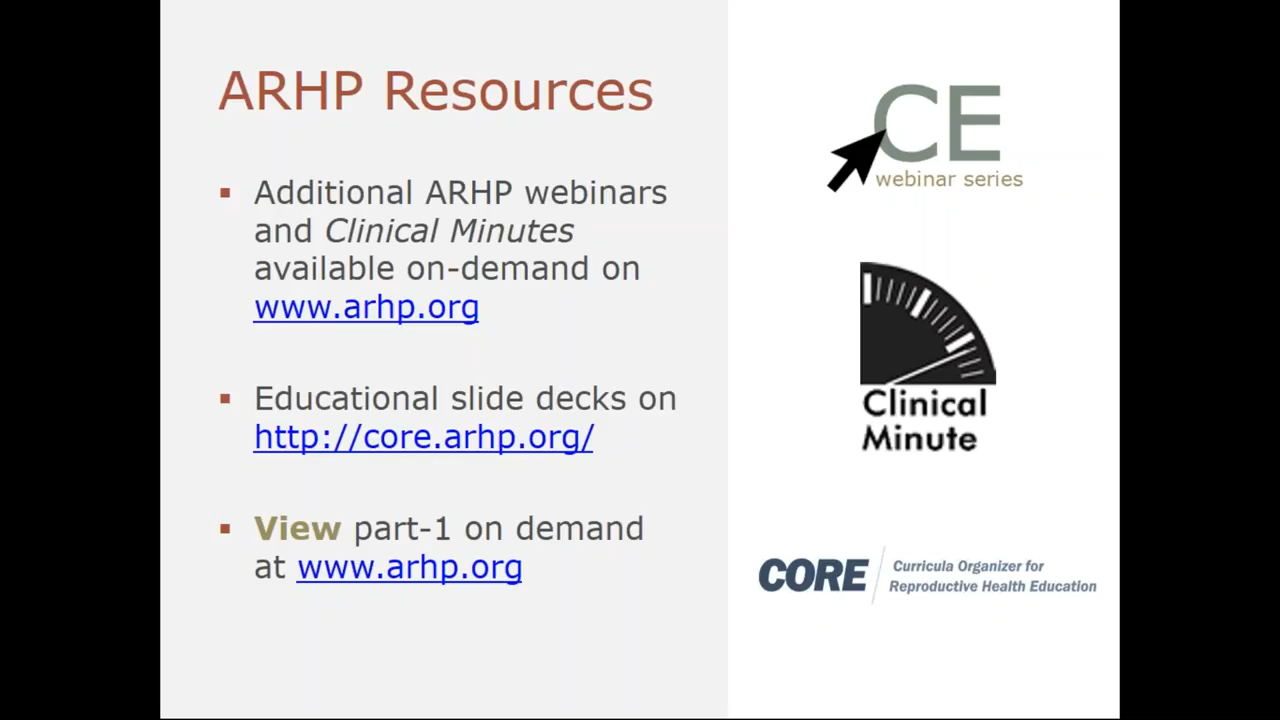 ARHP Resources
▪ Additional ARHP webinars
and Clinical Minutes
available on-demand on
www.arhp.org
▪ Educational slide decks on
http://core.arhp.org/
▪ View part-1 on demand
at www.arhp.org
CE
webinar series
Clinical
Minute
CORE
Curricula Organizer for
Reproductive Health Education